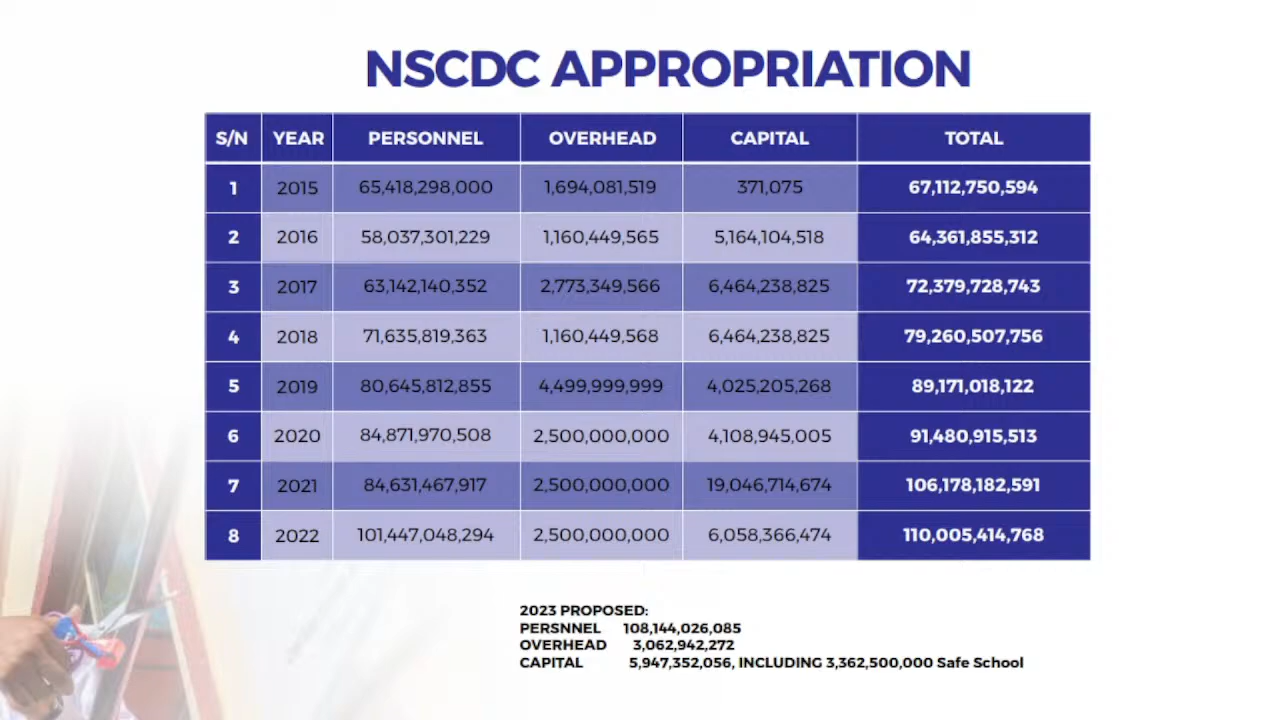 NSCDC APPROPRIATION
S/N YEAR PERSONNEL OVERHEAD CAPITAL TOTAL
1 2015 65,418,298,000 1,694,081,519 371,075 67,112,750,594
2 2016 58,037,301,229 1,160,449,565 5,164,104,518 64,361,855,312
3 2017 63,142,140,352 2,773,349,566 6,464,238,825 72,379,728,743
4 2018 71,635,819,363 1,160,449,568 6,464,238,825 79,260,507,756
5 2019 80,645,812,855 4,499,999,999 4,025,205,268 89,171,018,122
6 2020 84,871,970,508 2,500,000,000 4,108,945,005 91,480,915,513
7 2021 84,631,467,917 2,500,000,000 19,046,714,674 106,178,182,591
8 2022 101,447,048,294 2,500,000,000 6,058,366,474 110,005,414,768
2023 PROPOSED:
PERSNNEL 108,144,026,085
OVERHEAD 3,062,942,272
CAPITAL 5,947,352,056, INCLUDING 3,362,500,000 Safe School